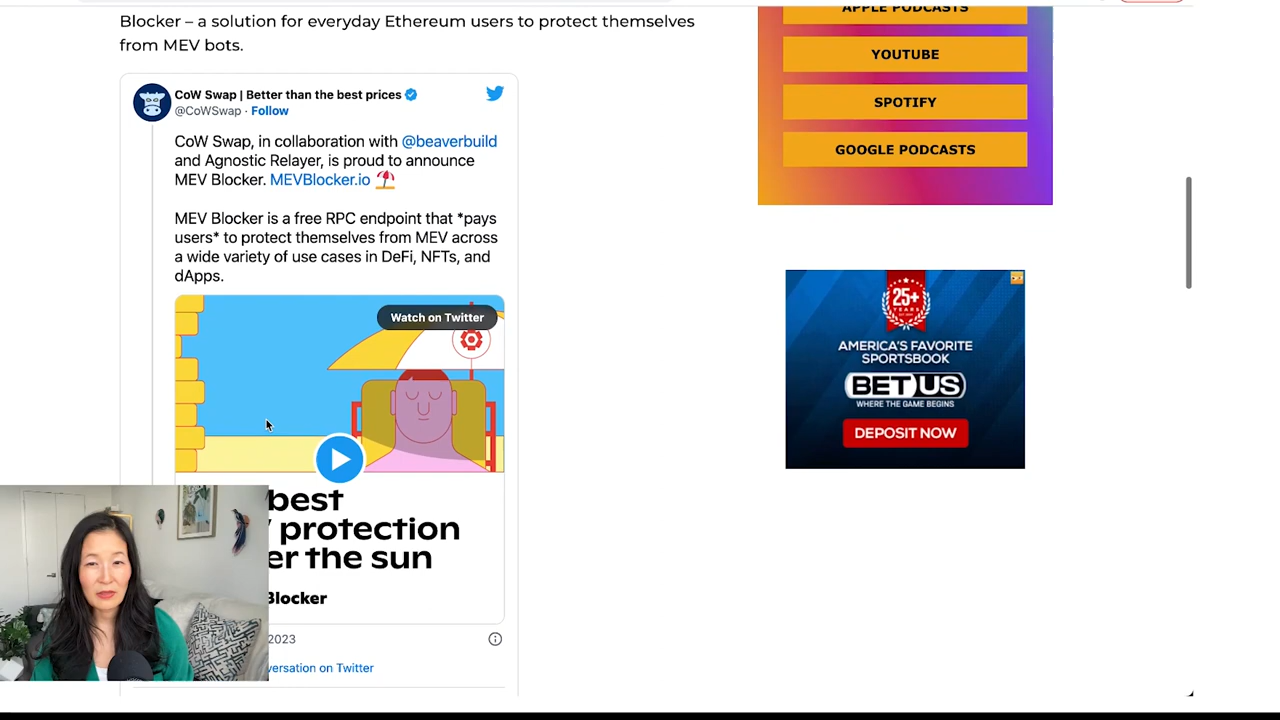 Blocker – a solution for everyday Ethereum users to protect themselves
from MEV bots.
CoW Swap | Better than the best prices
@CoWSwap · Follow
CoW Swap, in collaboration with @beaverbuild
and Agnostic Relayer, is proud to announce
MEV Blocker. MEVBlocker.io
MEV Blocker is a free RPC endpoint that *pays
users* to protect themselves from MEV across
a wide variety of use cases in DeFi, NFTs, and
dApps.
Watch on Twitter
best
protection
er the sun
Blocker
2023
versation on Twitter
APPLE PODCASTS
YOUTUBE
SPOTIFY
GOOGLE PODCASTS
25+
YEARS
AMERICA'S FAVORITE
SPORTSBOOK
BETUS
WHERE THE GAME BEGINS
DEPOSIT NOW